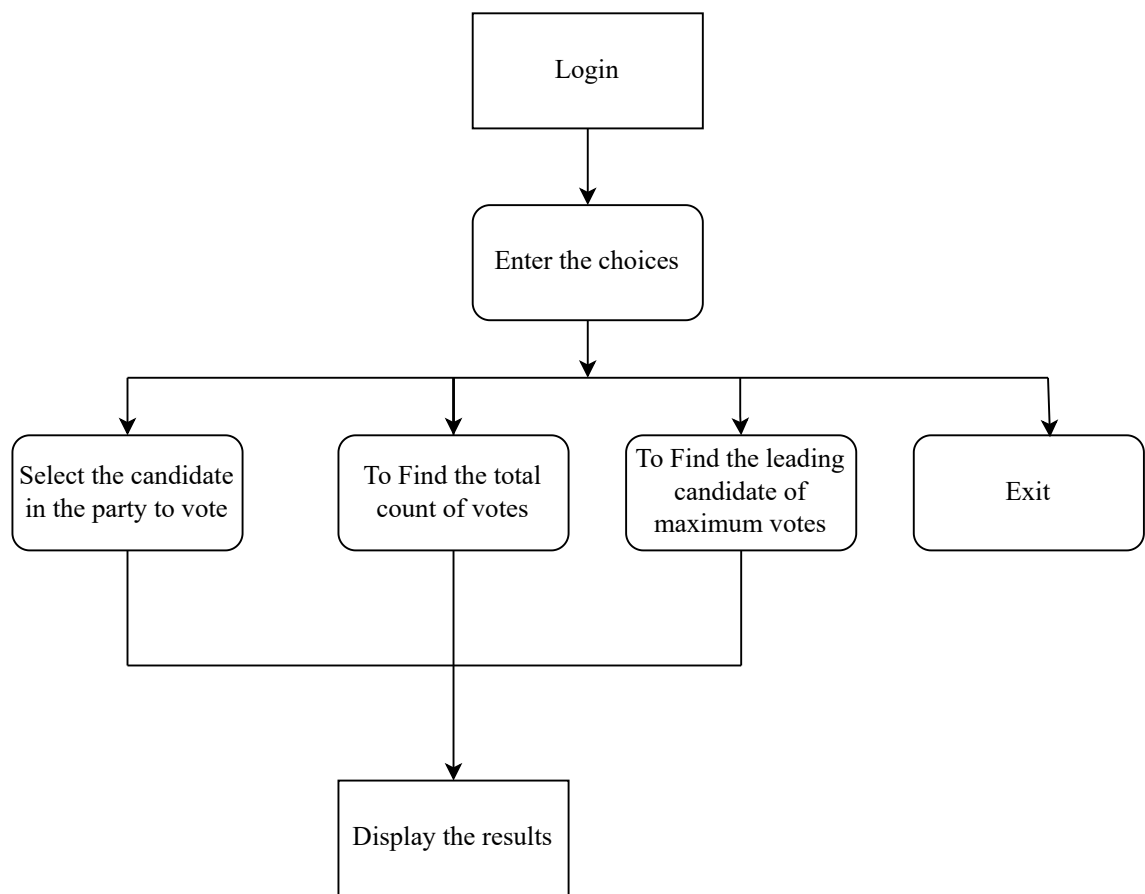 Login
Enter the choices
Select the candidate
in the party to vote
To Find the total
count of votes
To Find the leading
candidate of
maximum votes
Exit
Display the results